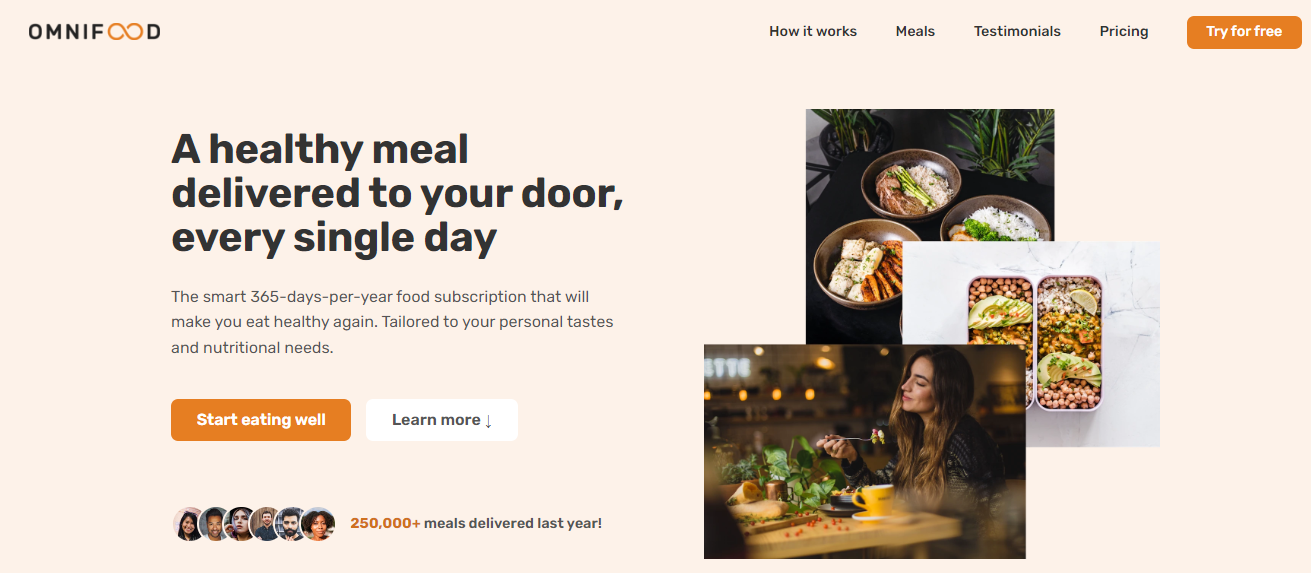 OMNIFOOD
How it works Meals Testimonials Pricing Try for free
A healthy meal
delivered to your door,
every single day
The smart 365-days-per-year food subscription that will
make you eat healthy again. Tailored to your personal tastes
and nutritional needs.
Start eating well Learn more ↓
250,000+ meals delivered last year!